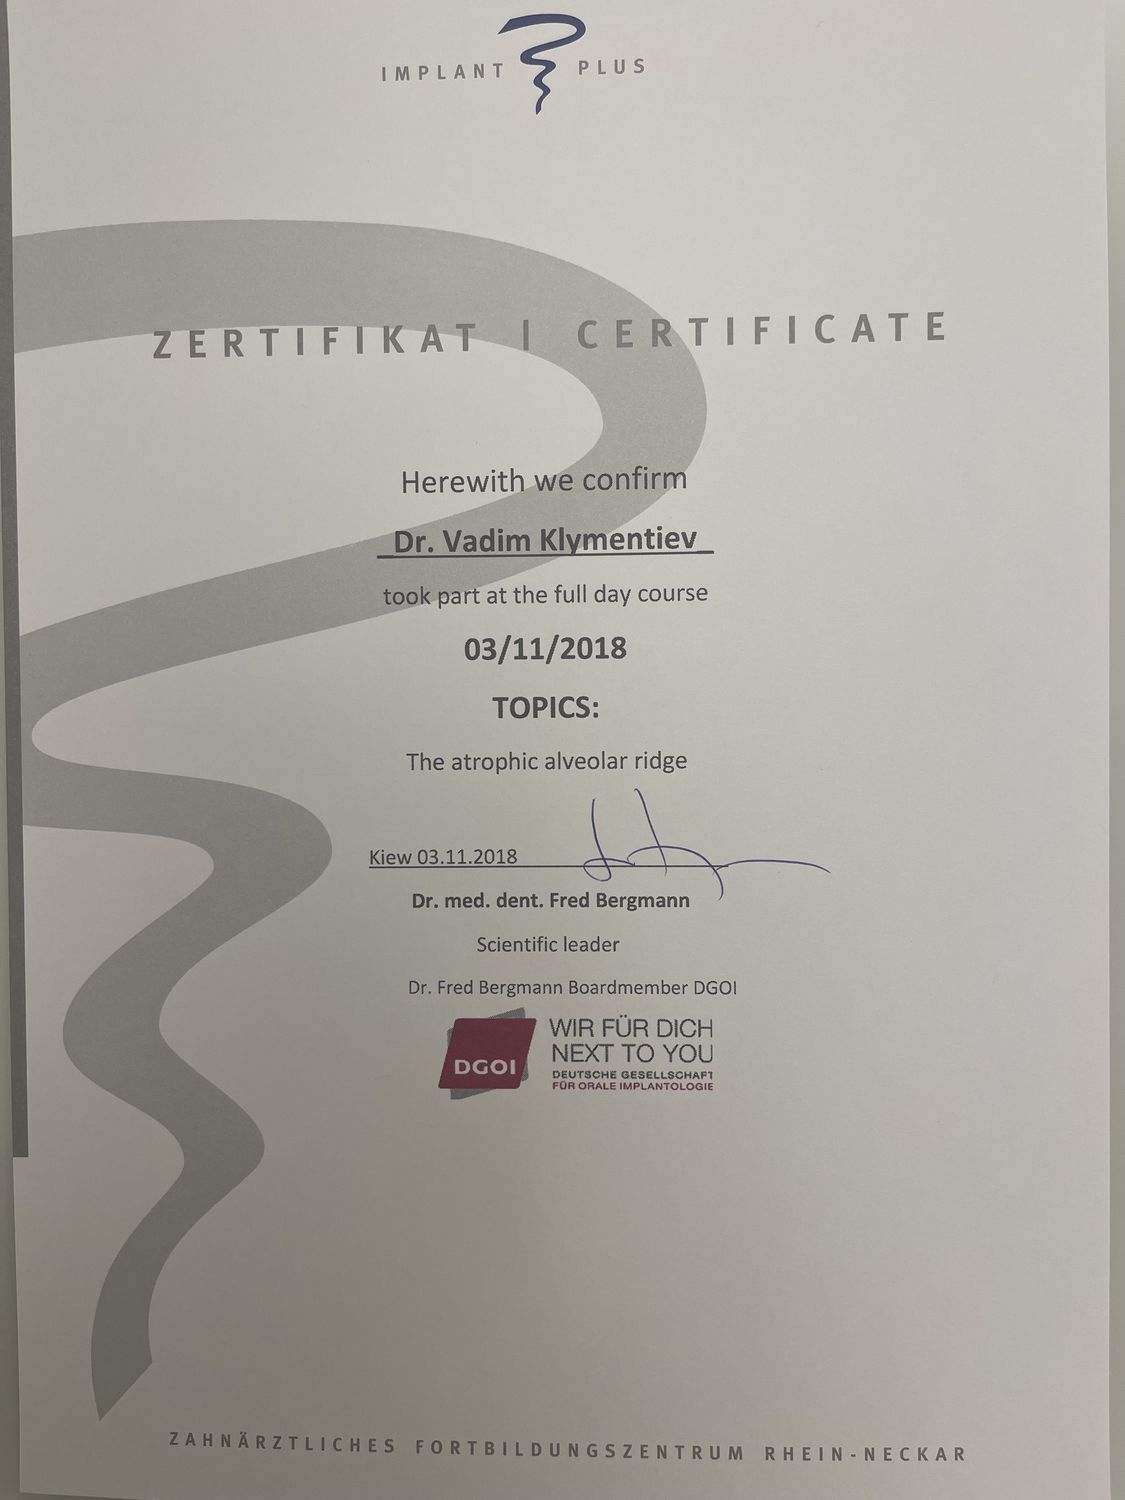 IMPLANT PLUS
ZERTIFIKAT | CERTIFICATE
Herewith we confirm
Dr. Vadim Klymentiev
took part at the full day course
03/11/2018
TOPICS:
The atrophic alveolar ridge
Kiew 03.11.2018
Dr. med. dent. Fred Bergmann
Scientific leader
Dr. Fred Bergmann Boardmember DGOI
DGOI
WIR FÜR DICH
NEXT TO YOU
DEUTSCHE GESELLSCHAFT
FÜR ORALE IMPLANTOLOGIE
ZAHNÄRZTLICHES FORTBILDUNGSZENTRUM RHEIN-NECKAR